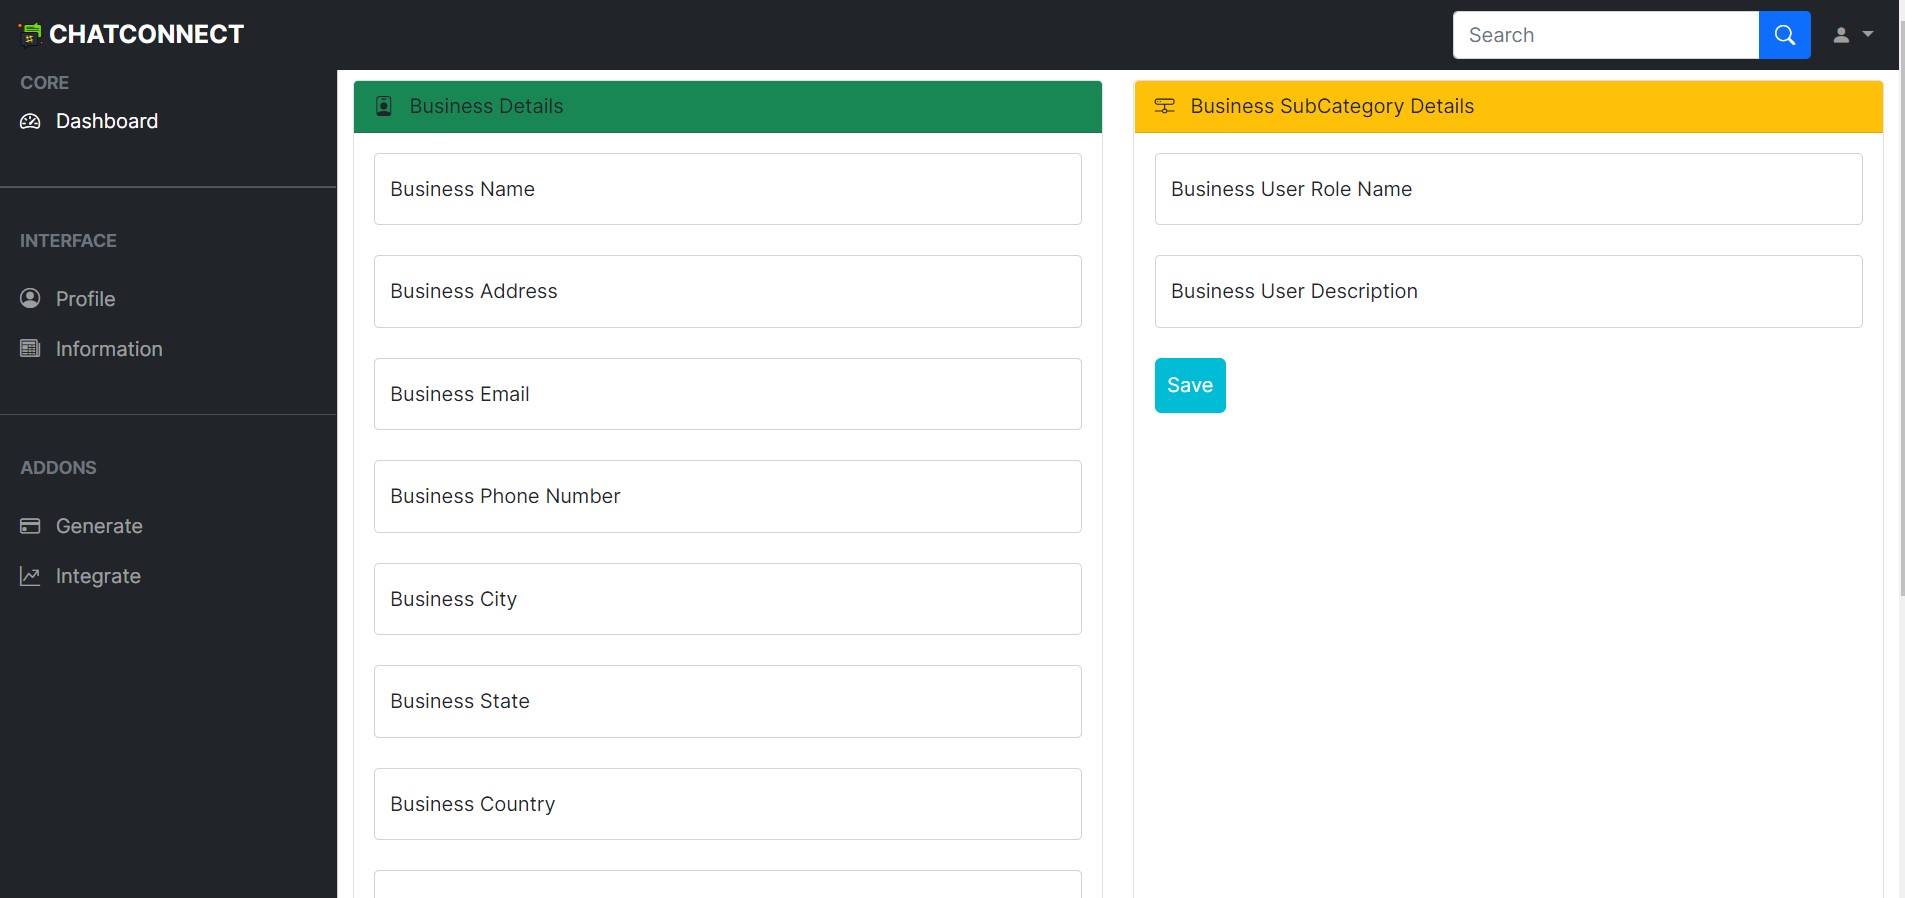 CHATCONNECT
Search
CORE
Dashboard
INTERFACE
Profile
Information
ADDONS
Generate
Integrate
Business Details
Business Name
Business Address
Business Email
Business Phone Number
Business City
Business State
Business Country
Business SubCategory Details
Business User Role Name
Business User Description
Save